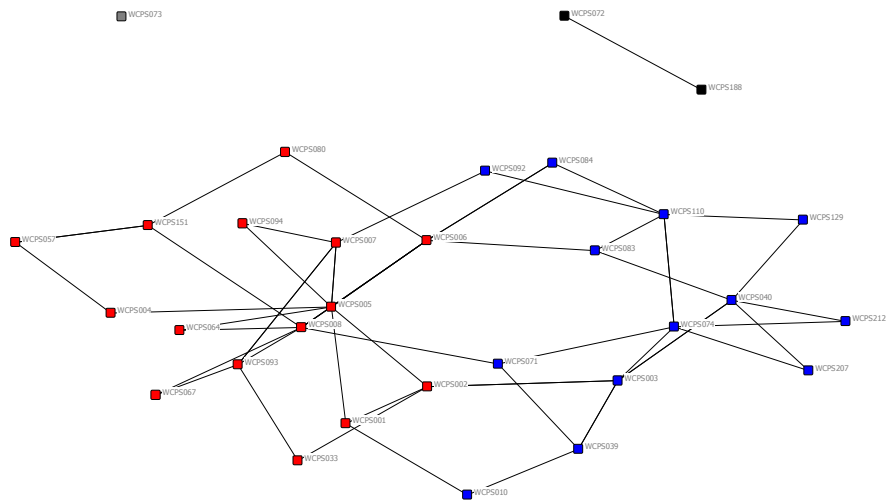 WCPS073
WCPS072
WCPS188
WCPS080
WCPS092
WCPS084
WCPS110
WCPS129
WCPS151
WCPS094
WCPS057
WCPS007
WCPS006
WCPS083
WCPS040
WCPS004
WCPS005
WCPS212
WCPS064
WCPS008
WCPS074
WCPS093
WCPS071
WCPS207
WCPS067
WCPS002
WCPS003
WCPS001
WCPS039
WCPS033
WCPS010